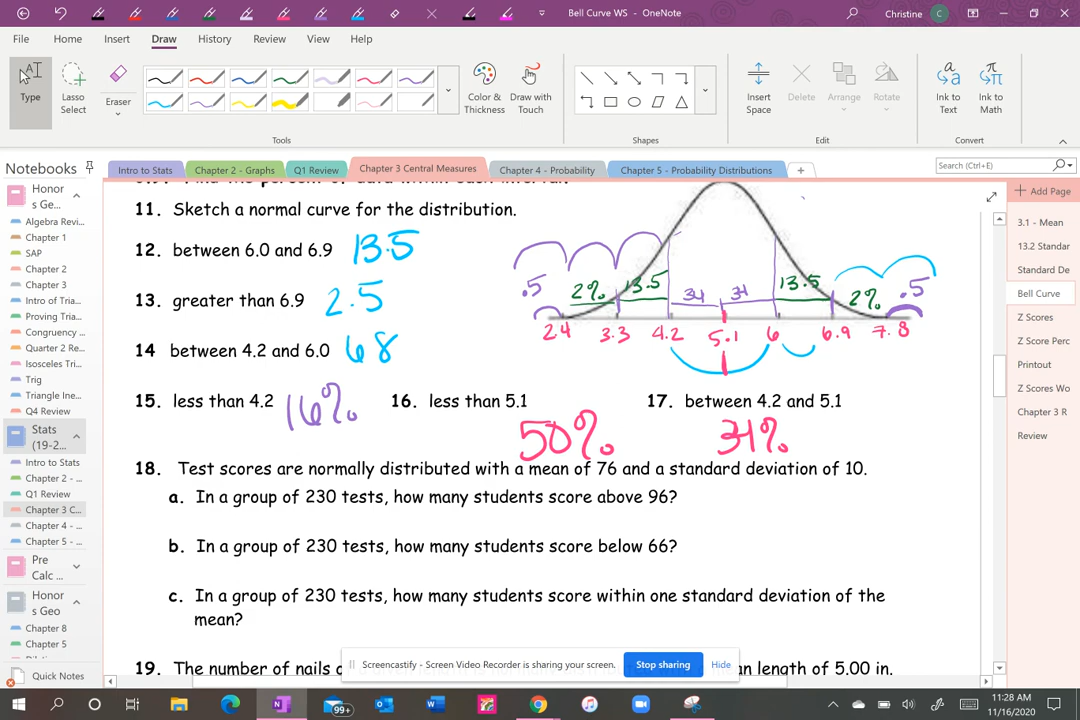 Bell Curve WS - OneNote
Christine C
File Home Insert Draw History Review View Help
Type
Lasso Select
Eraser
Color & Thickness
Draw with Touch
Insert Space
Delete
Arrange
Rotate
Ink to Text
Ink to Math
Tools
Shapes
Edit
Convert
Notebooks
Intro to Stats
Chapter 2 - Graphs
Q1 Review
Chapter 3 Central Measures
Chapter 4 - Probability
Chapter 5 - Probability Distributions
Search (Ctrl+E)
Honor
s Ge...
Algebra Revi...
Chapter 1
SAP
Chapter 2
Chapter 3
Intro of Tria...
Proving Trian...
Congruency ...
Quarter 2 Re...
Isosceles Triangl...
Trig
Triangle Ine...
Q4 Review
Stats
(19-2...
Intro to Stats
Chapter 2 - ...
Q1 Review
Chapter 3 C...
Chapter 4 - ...
Chapter 5 - ...
Pre
Calc ...
Honor
s Geo
Chapter 8
Chapter 5
Quick Notes
11. Sketch a normal curve for the distribution.
12. between 6.0 and 6.9 13.5
13. greater than 6.9 2.5
14 between 4.2 and 6.0 68
.5 2% 13.5 34 34 13.5 2% .5
2.4 3.3 4.2 5.1 6 6.9 7.8
15. less than 4.2 16% 16. less than 5.1 17. between 4.2 and 5.1
50% 34%
18. Test scores are normally distributed with a mean of 76 and a standard deviation of 10.
a. In a group of 230 tests, how many students score above 96?
b. In a group of 230 tests, how many students score below 66?
c. In a group of 230 tests, how many students score within one standard deviation of the
mean?
19. The number of nails
an length of 5.00 in.
Screencastify - Screen Video Recorder is sharing your screen. Stop sharing Hide
Add Page
3.1 - Mean
13.2 Standar
Standard De
Bell Curve
Z Scores
Z Score Perc
Printout
Z Scores Wo
Chapter 3 R
Review
99+
11:28 AM
11/16/2020